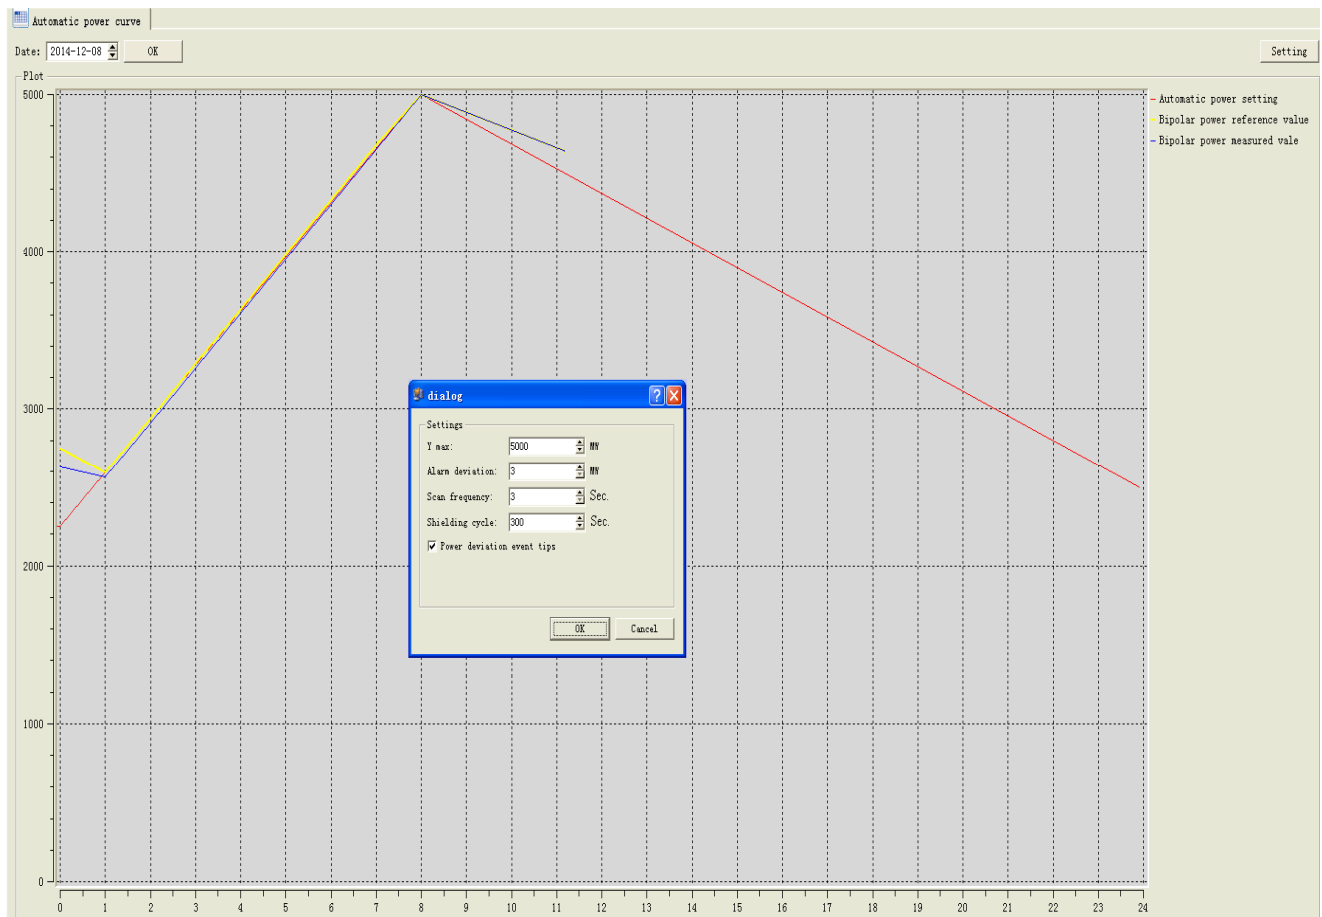 Automatic power curve
Date: 2014-12-08 OK Setting
Plot
Automatic power setting
Bipolar power reference value
Bipolar power measured vale
5000
4000
3000
2000
1000
0
dialog
Settings
Y max: 5000 MW
Alarm deviation: 3 MW
Scan frequency: 3 Sec.
Shielding cycle: 300 Sec.
Power deviation event tips
OK Cancel
0 1 2 3 4 5 6 7 8 9 10 11 12 13 14 15 16 17 18 19 20 21 22 23 24